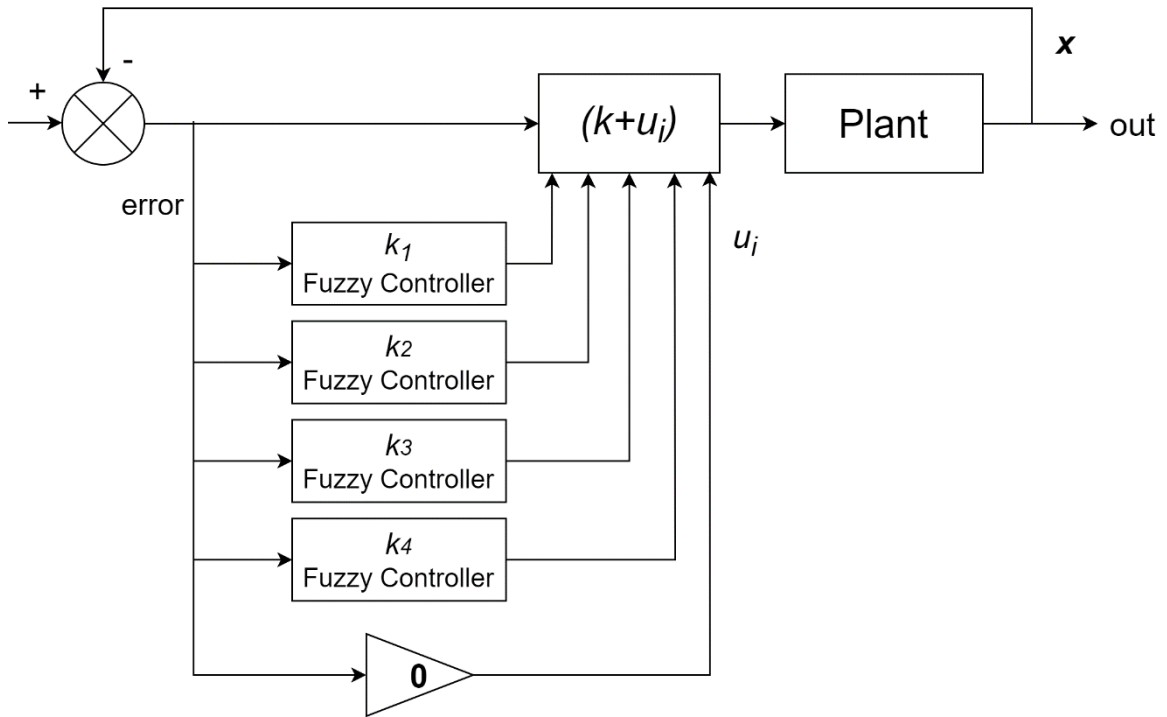 x
-
+
(k+uᵢ)
Plant
out
error
uᵢ
k₁
Fuzzy Controller
k₂
Fuzzy Controller
k₃
Fuzzy Controller
k₄
Fuzzy Controller
0